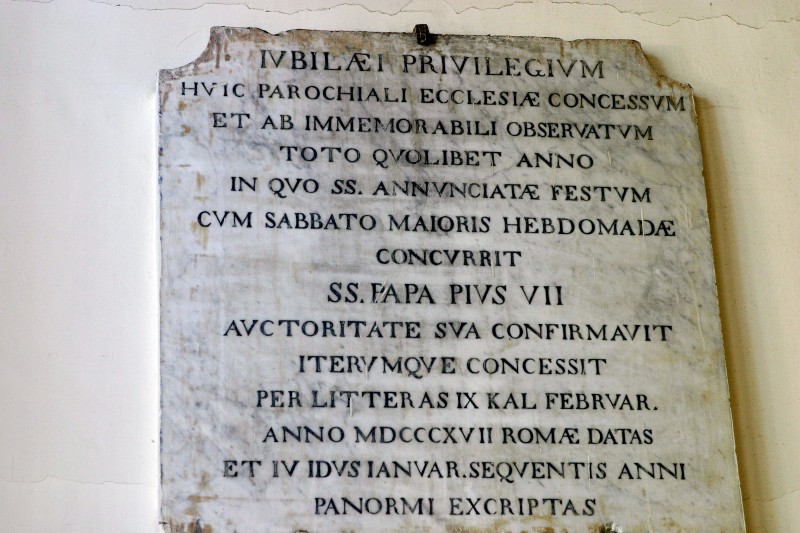 IVBILÆI PRIVILEGIVM
HVIC PAROCHIALI ECCLESIÆ CONCESSVM
ET AB IMMEMORABILI OBSERVATVM
TOTO QVOLIBET ANNO
IN QVO SS. ANNVNCIATÆ FESTVM
CVM SABBATO MAIORIS HEBDOMADÆ
CONCVRRIT
SS. PAPA PIVS VII
AVCTORITATE SVA CONFIRMAVIT
ITERVMQVE CONCESSIT
PER LITTERAS IX KAL FEBRVAR.
ANNO MDCCCXVII ROMÆ DATAS
ET IV IDVS IANVAR. SEQVENTIS ANNI
PANORMI EXCRIPTAS